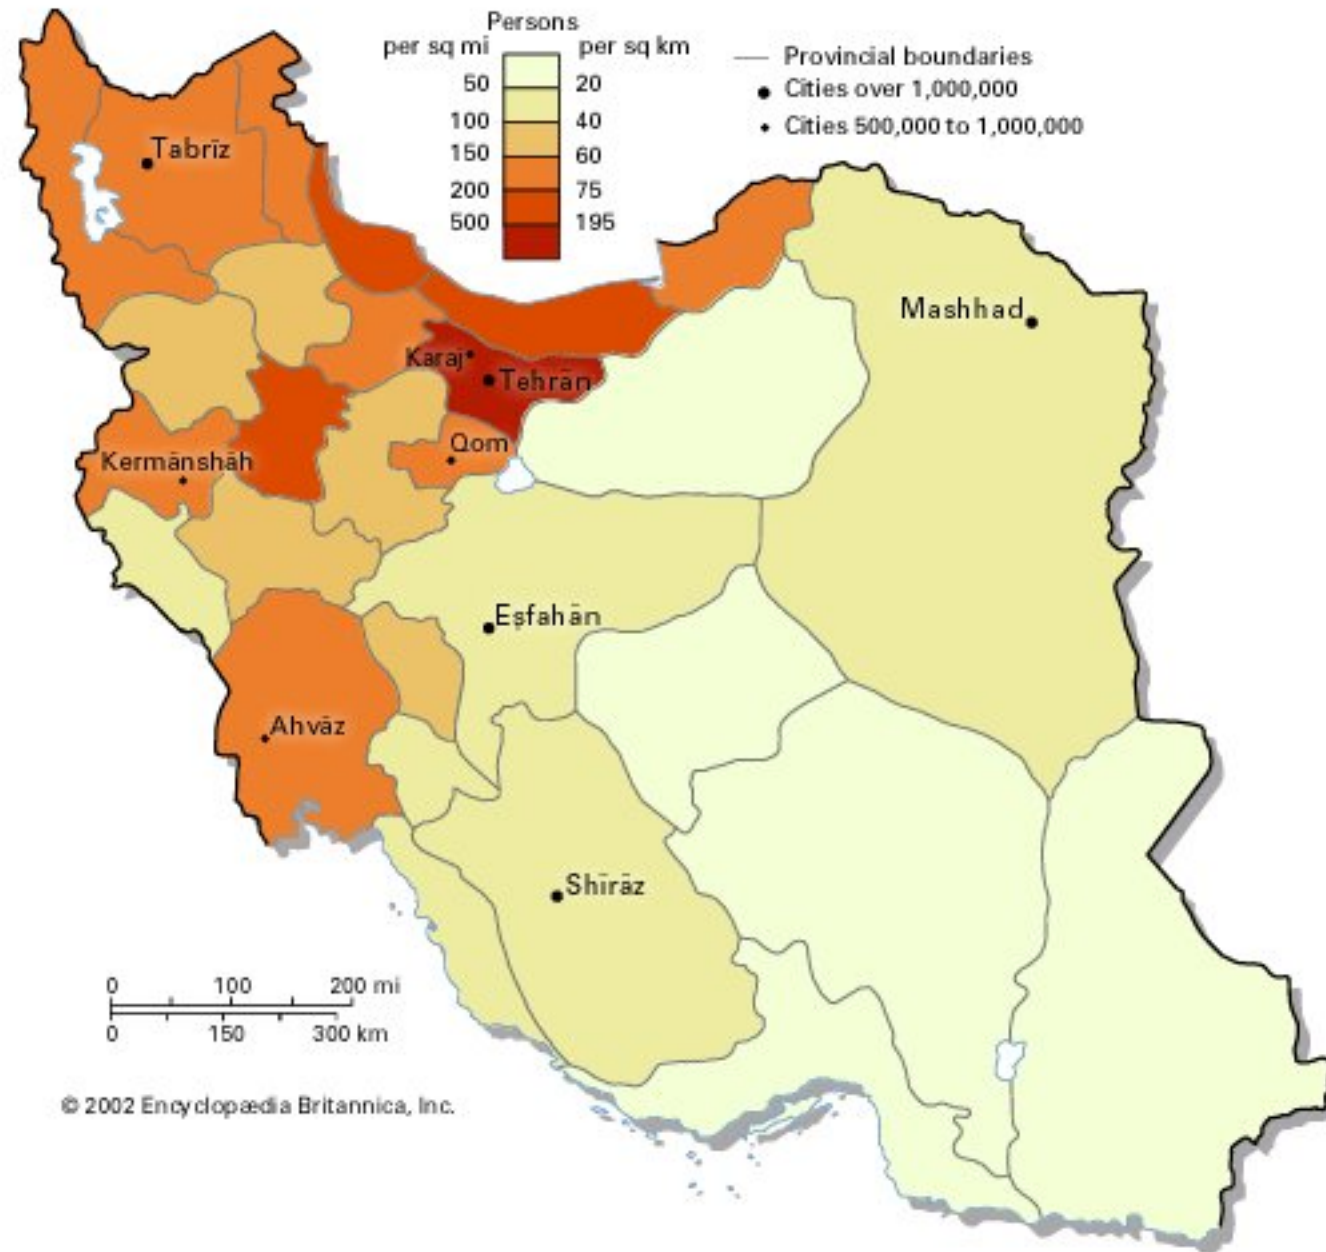 Persons
per sq mi per sq km
50 20
100 40
150 60
200 75
500 195
Provincial boundaries
Cities over 1,000,000
Cities 500,000 to 1,000,000
Tabrīz
Mashhad
Karaj
Tehrān
Qom
Kermānshāh
Eşfahān
Ahvāz
Shīrāz
0 100 200 mi
0 150 300 km
© 2002 Encyclopædia Britannica, Inc.